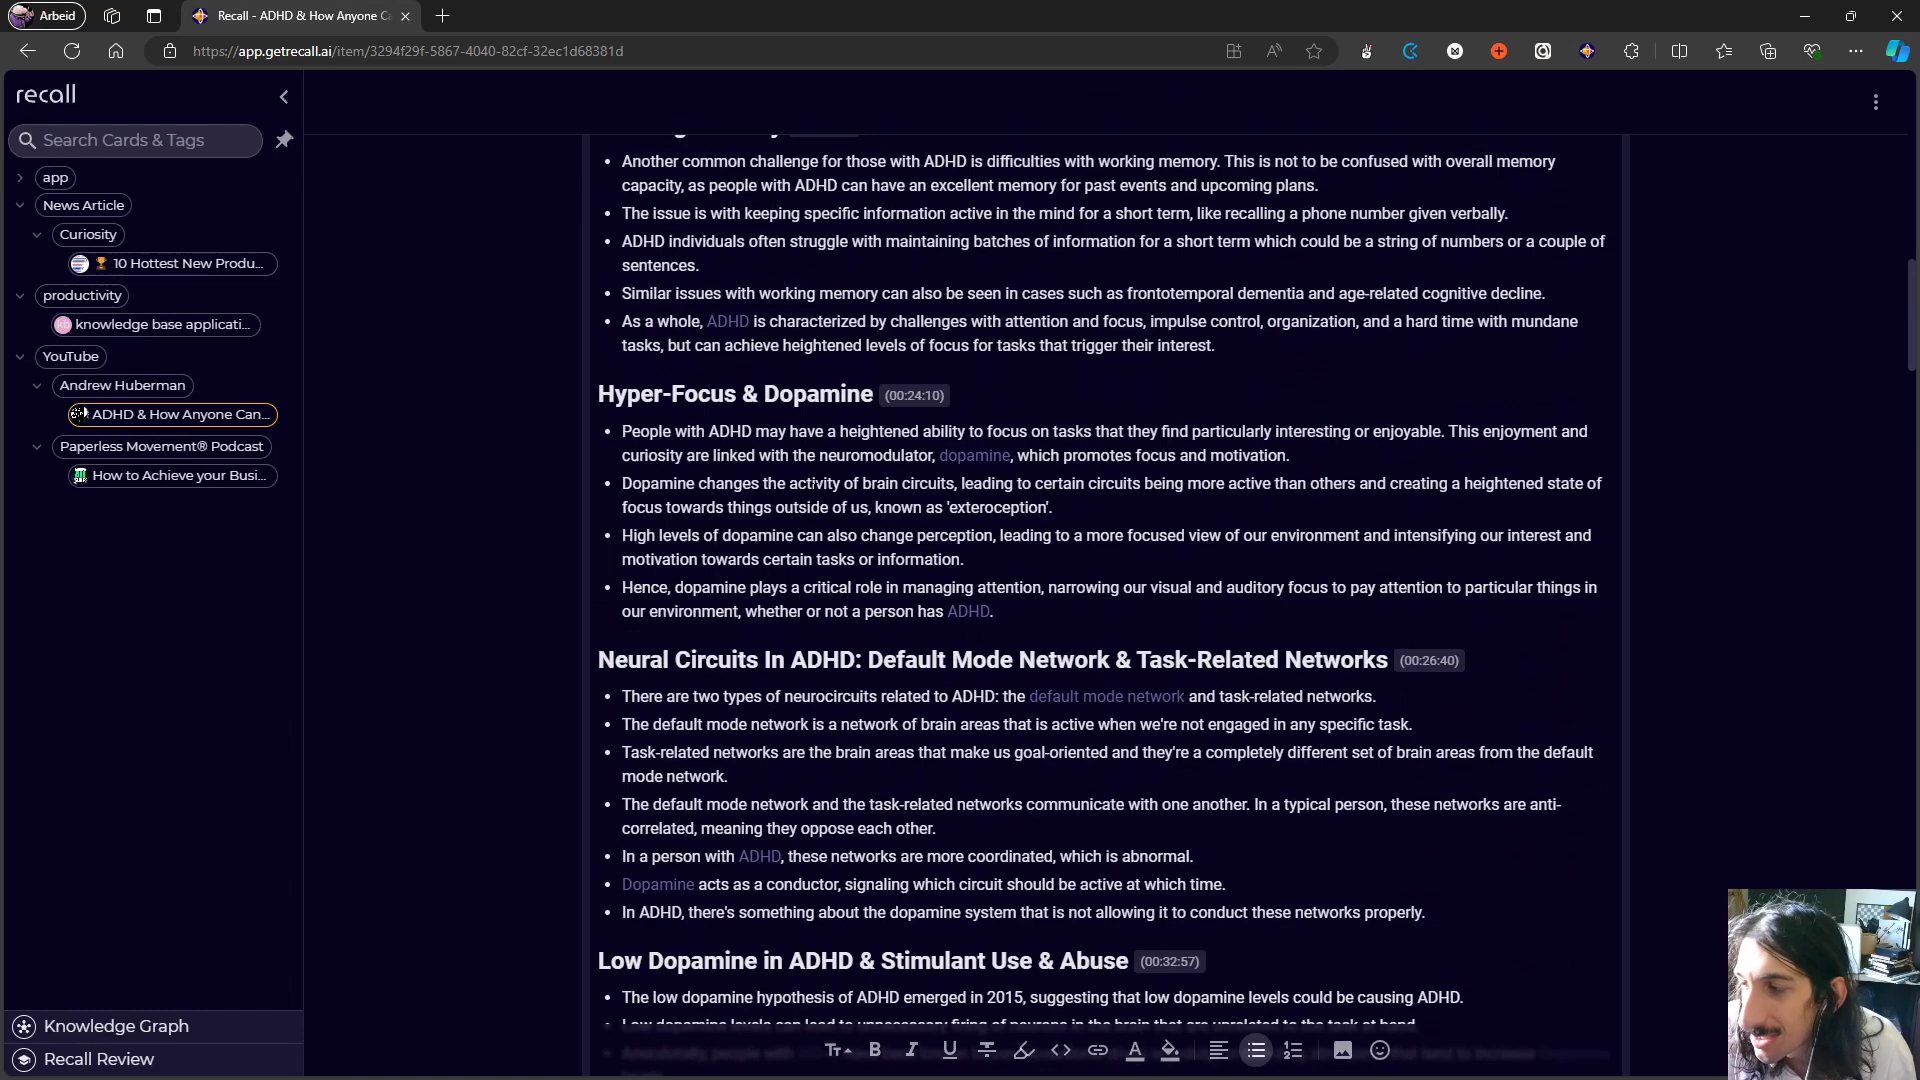 Arbeid
Recall - ADHD & How Anyone Ca
https://app.getrecall.ai/item/3294f29f-5867-4040-82cf-32ec1d68381d
recall
Search Cards & Tags
app
News Article
Curiosity
🏆 10 Hottest New Produ...
productivity
kb knowledge base applicati...
YouTube
Andrew Huberman
ADHD & How Anyone Can...
Paperless Movement® Podcast
How to Achieve your Busi...
Knowledge Graph
Recall Review
• Another common challenge for those with ADHD is difficulties with working memory. This is not to be confused with overall memory
capacity, as people with ADHD can have an excellent memory for past events and upcoming plans.
• The issue is with keeping specific information active in the mind for a short term, like recalling a phone number given verbally.
• ADHD individuals often struggle with maintaining batches of information for a short term which could be a string of numbers or a couple of
sentences.
• Similar issues with working memory can also be seen in cases such as frontotemporal dementia and age-related cognitive decline.
• As a whole, ADHD is characterized by challenges with attention and focus, impulse control, organization, and a hard time with mundane
tasks, but can achieve heightened levels of focus for tasks that trigger their interest.
Hyper-Focus & Dopamine (00:24:10)
• People with ADHD may have a heightened ability to focus on tasks that they find particularly interesting or enjoyable. This enjoyment and
curiosity are linked with the neuromodulator, dopamine, which promotes focus and motivation.
• Dopamine changes the activity of brain circuits, leading to certain circuits being more active than others and creating a heightened state of
focus towards things outside of us, known as 'exteroception'.
• High levels of dopamine can also change perception, leading to a more focused view of our environment and intensifying our interest and
motivation towards certain tasks or information.
• Hence, dopamine plays a critical role in managing attention, narrowing our visual and auditory focus to pay attention to particular things in
our environment, whether or not a person has ADHD.
Neural Circuits In ADHD: Default Mode Network & Task-Related Networks (00:26:40)
• There are two types of neurocircuits related to ADHD: the default mode network and task-related networks.
• The default mode network is a network of brain areas that is active when we're not engaged in any specific task.
• Task-related networks are the brain areas that make us goal-oriented and they're a completely different set of brain areas from the default
mode network.
• The default mode network and the task-related networks communicate with one another. In a typical person, these networks are anti-
correlated, meaning they oppose each other.
• In a person with ADHD, these networks are more coordinated, which is abnormal.
• Dopamine acts as a conductor, signaling which circuit should be active at which time.
• In ADHD, there's something about the dopamine system that is not allowing it to conduct these networks properly.
Low Dopamine in ADHD & Stimulant Use & Abuse (00:32:57)
• The low dopamine hypothesis of ADHD emerged in 2015, suggesting that low dopamine levels could be causing ADHD.
• Low dopamine levels can lead to unnecessary firing of neurons in the brain that are unrelated to the task at hand.